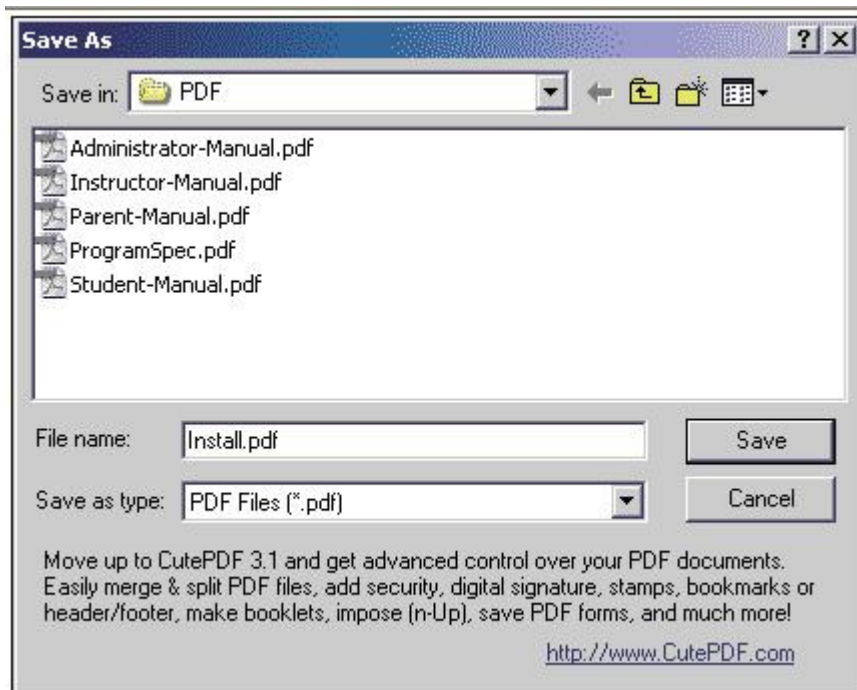 Save As
Save in: PDF
Administrator-Manual.pdf
Instructor-Manual.pdf
Parent-Manual.pdf
ProgramSpec.pdf
Student-Manual.pdf
File name: Install.pdf Save
Save as type: PDF Files (*.pdf) Cancel
Move up to CutePDF 3.1 and get advanced control over your PDF documents.
Easily merge & split PDF files, add security, digital signature, stamps, bookmarks or
header/footer, make booklets, impose (n-Up), save PDF forms, and much more!
http://www.CutePDF.com